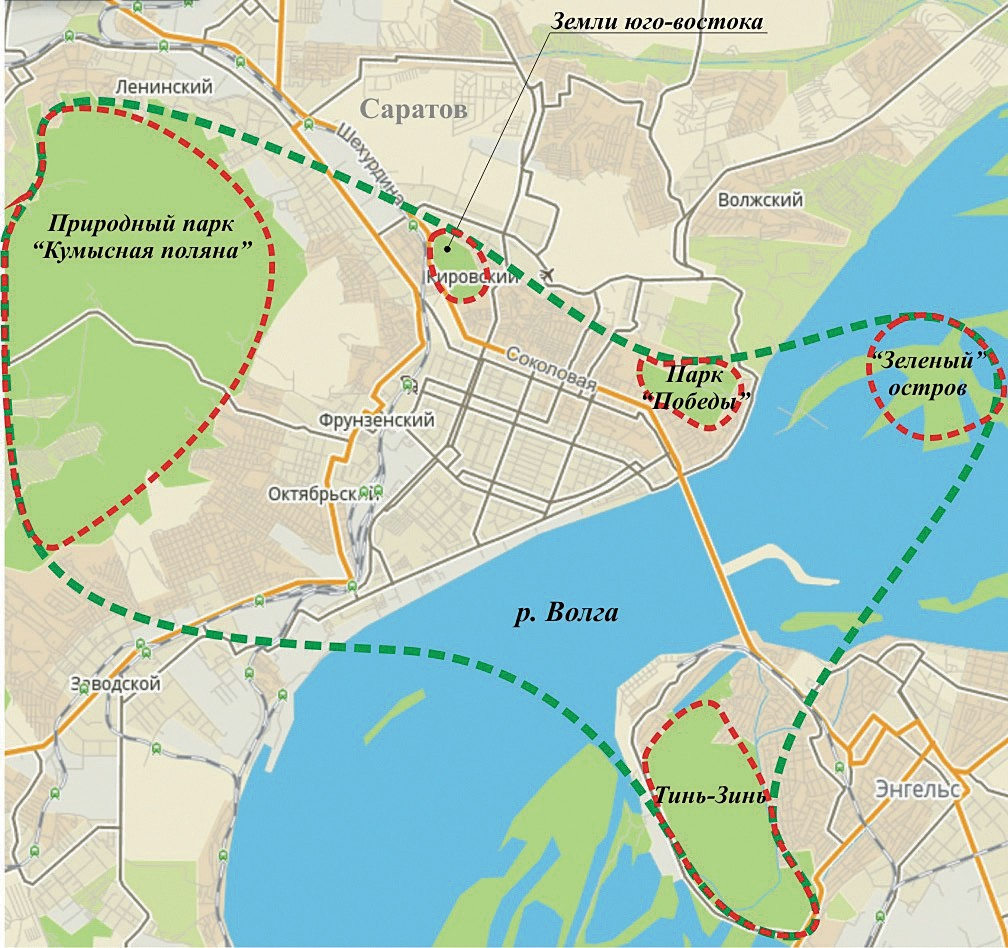 Земли юго-востока
Ленинский
Саратов
Шехурдина
Волжский
Природный парк
“Кумысная поляна”
Кировский
“Зеленый”
остров
Соколовая
Парк
“Победы”
Фрунзенский
Октябрьский
р. Волга
Заводской
Тинь-Зинь
Энгельс